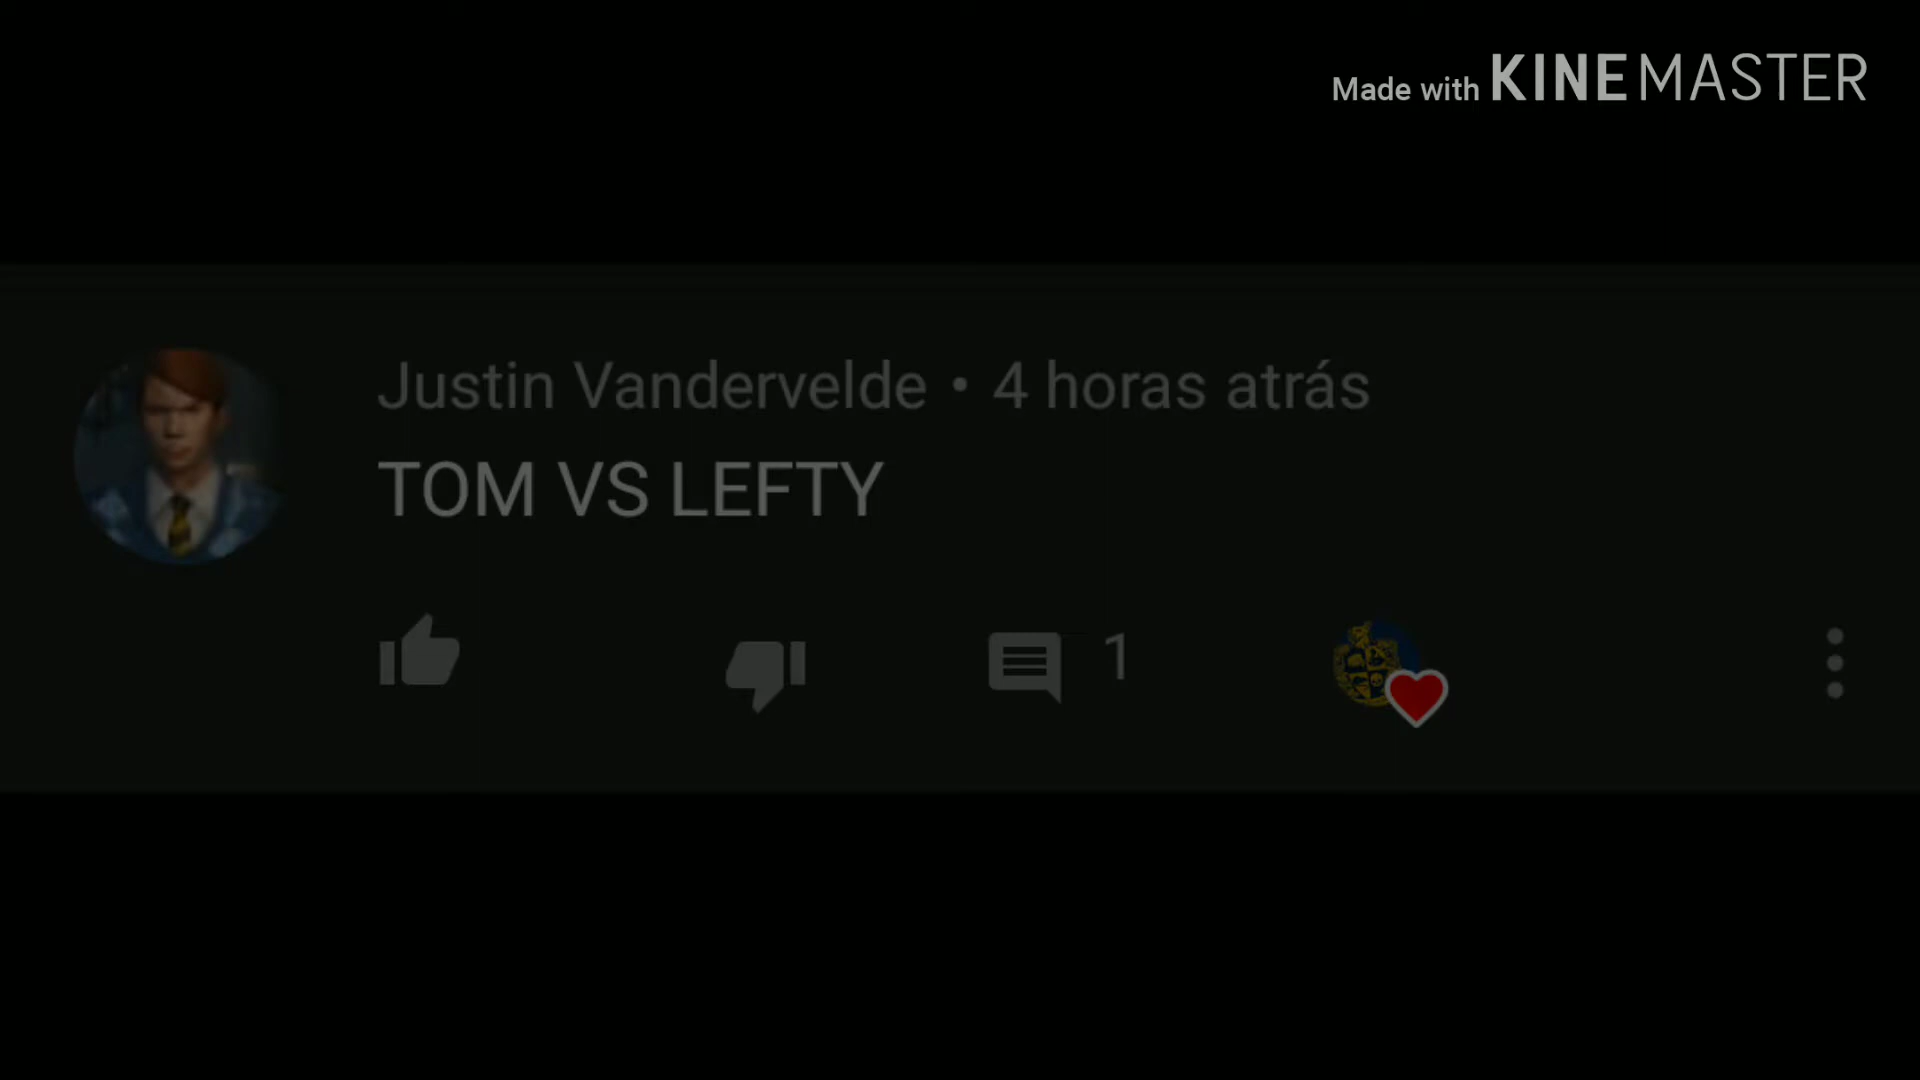 Made with KINEMASTER
Justin Vandervelde • 4 horas atrás
TOM VS LEFTY
1